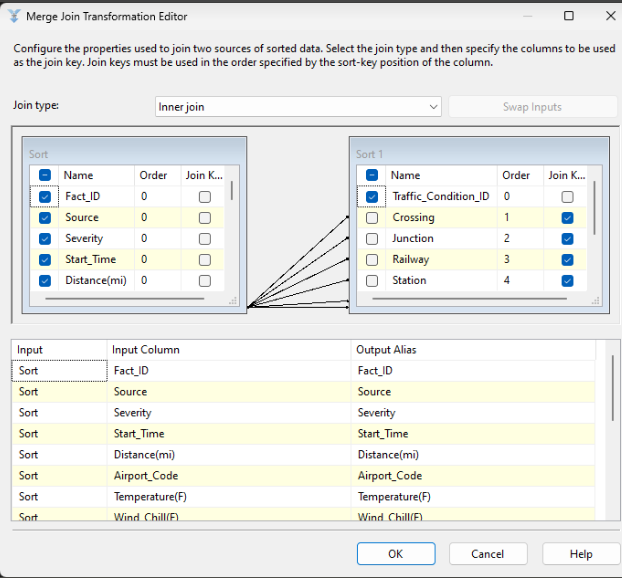 Merge Join Transformation Editor
Configure the properties used to join two sources of sorted data. Select the join type and then specify the columns to be used
as the join key. Join keys must be used in the order specified by the sort-key position of the column.
Join type: Inner join Swap Inputs
Sort
Name Order Join K...
Fact_ID 0
Source 0
Severity 0
Start_Time 0
Distance(mi) 0
Sort 1
Name Order Join K...
Traffic_Condition_ID 0
Crossing 1
Junction 2
Railway 3
Station 4
Input Input Column Output Alias
Sort Fact_ID Fact_ID
Sort Source Source
Sort Severity Severity
Sort Start_Time Start_Time
Sort Distance(mi) Distance(mi)
Sort Airport_Code Airport_Code
Sort Temperature(F) Temperature(F)
Sort Wind_Chill(F) Wind_Chill(F)
OK Cancel Help